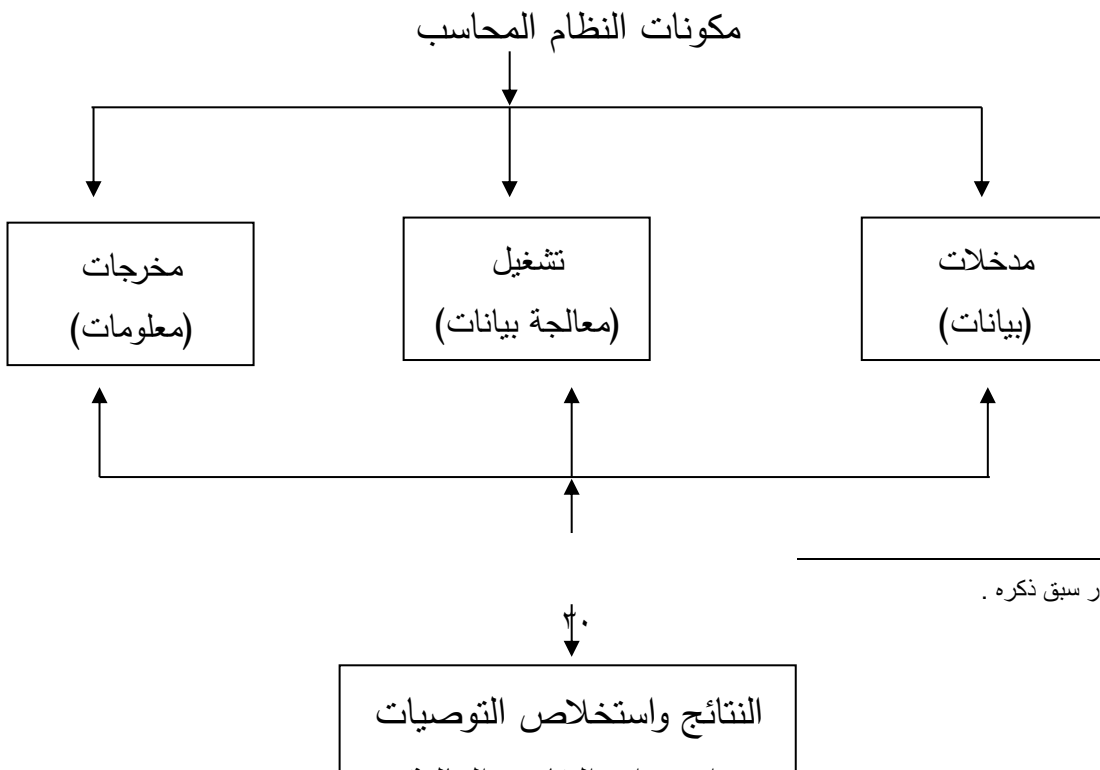 مكونات النظام المحاسب
مدخلات
(بيانات)
تشغيل
(معالجة بيانات)
مخرجات
(معلومات)
ر سبق ذكره .
النتائج واستخلاص التوصيات